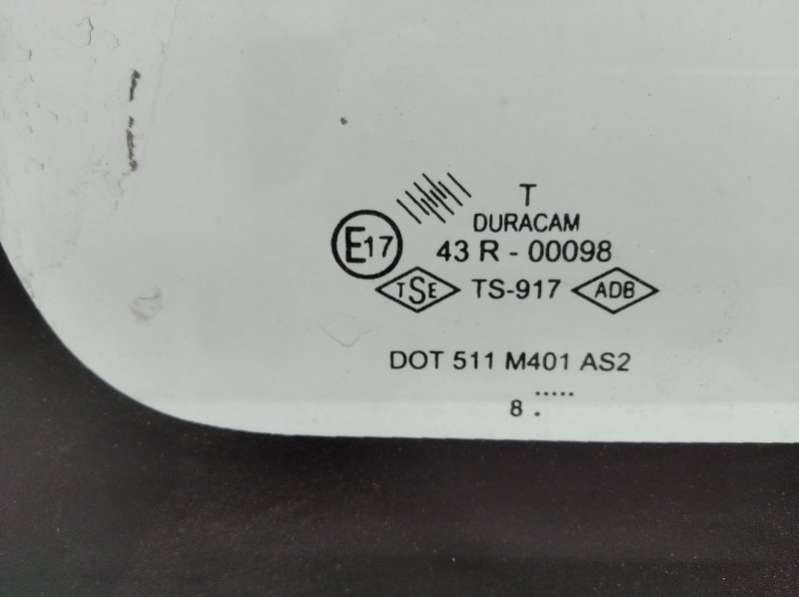 T
DURACAM
E17 43 R - 00098
TSE TS-917 ADB
DOT 511 M401 AS2
.....
8 .